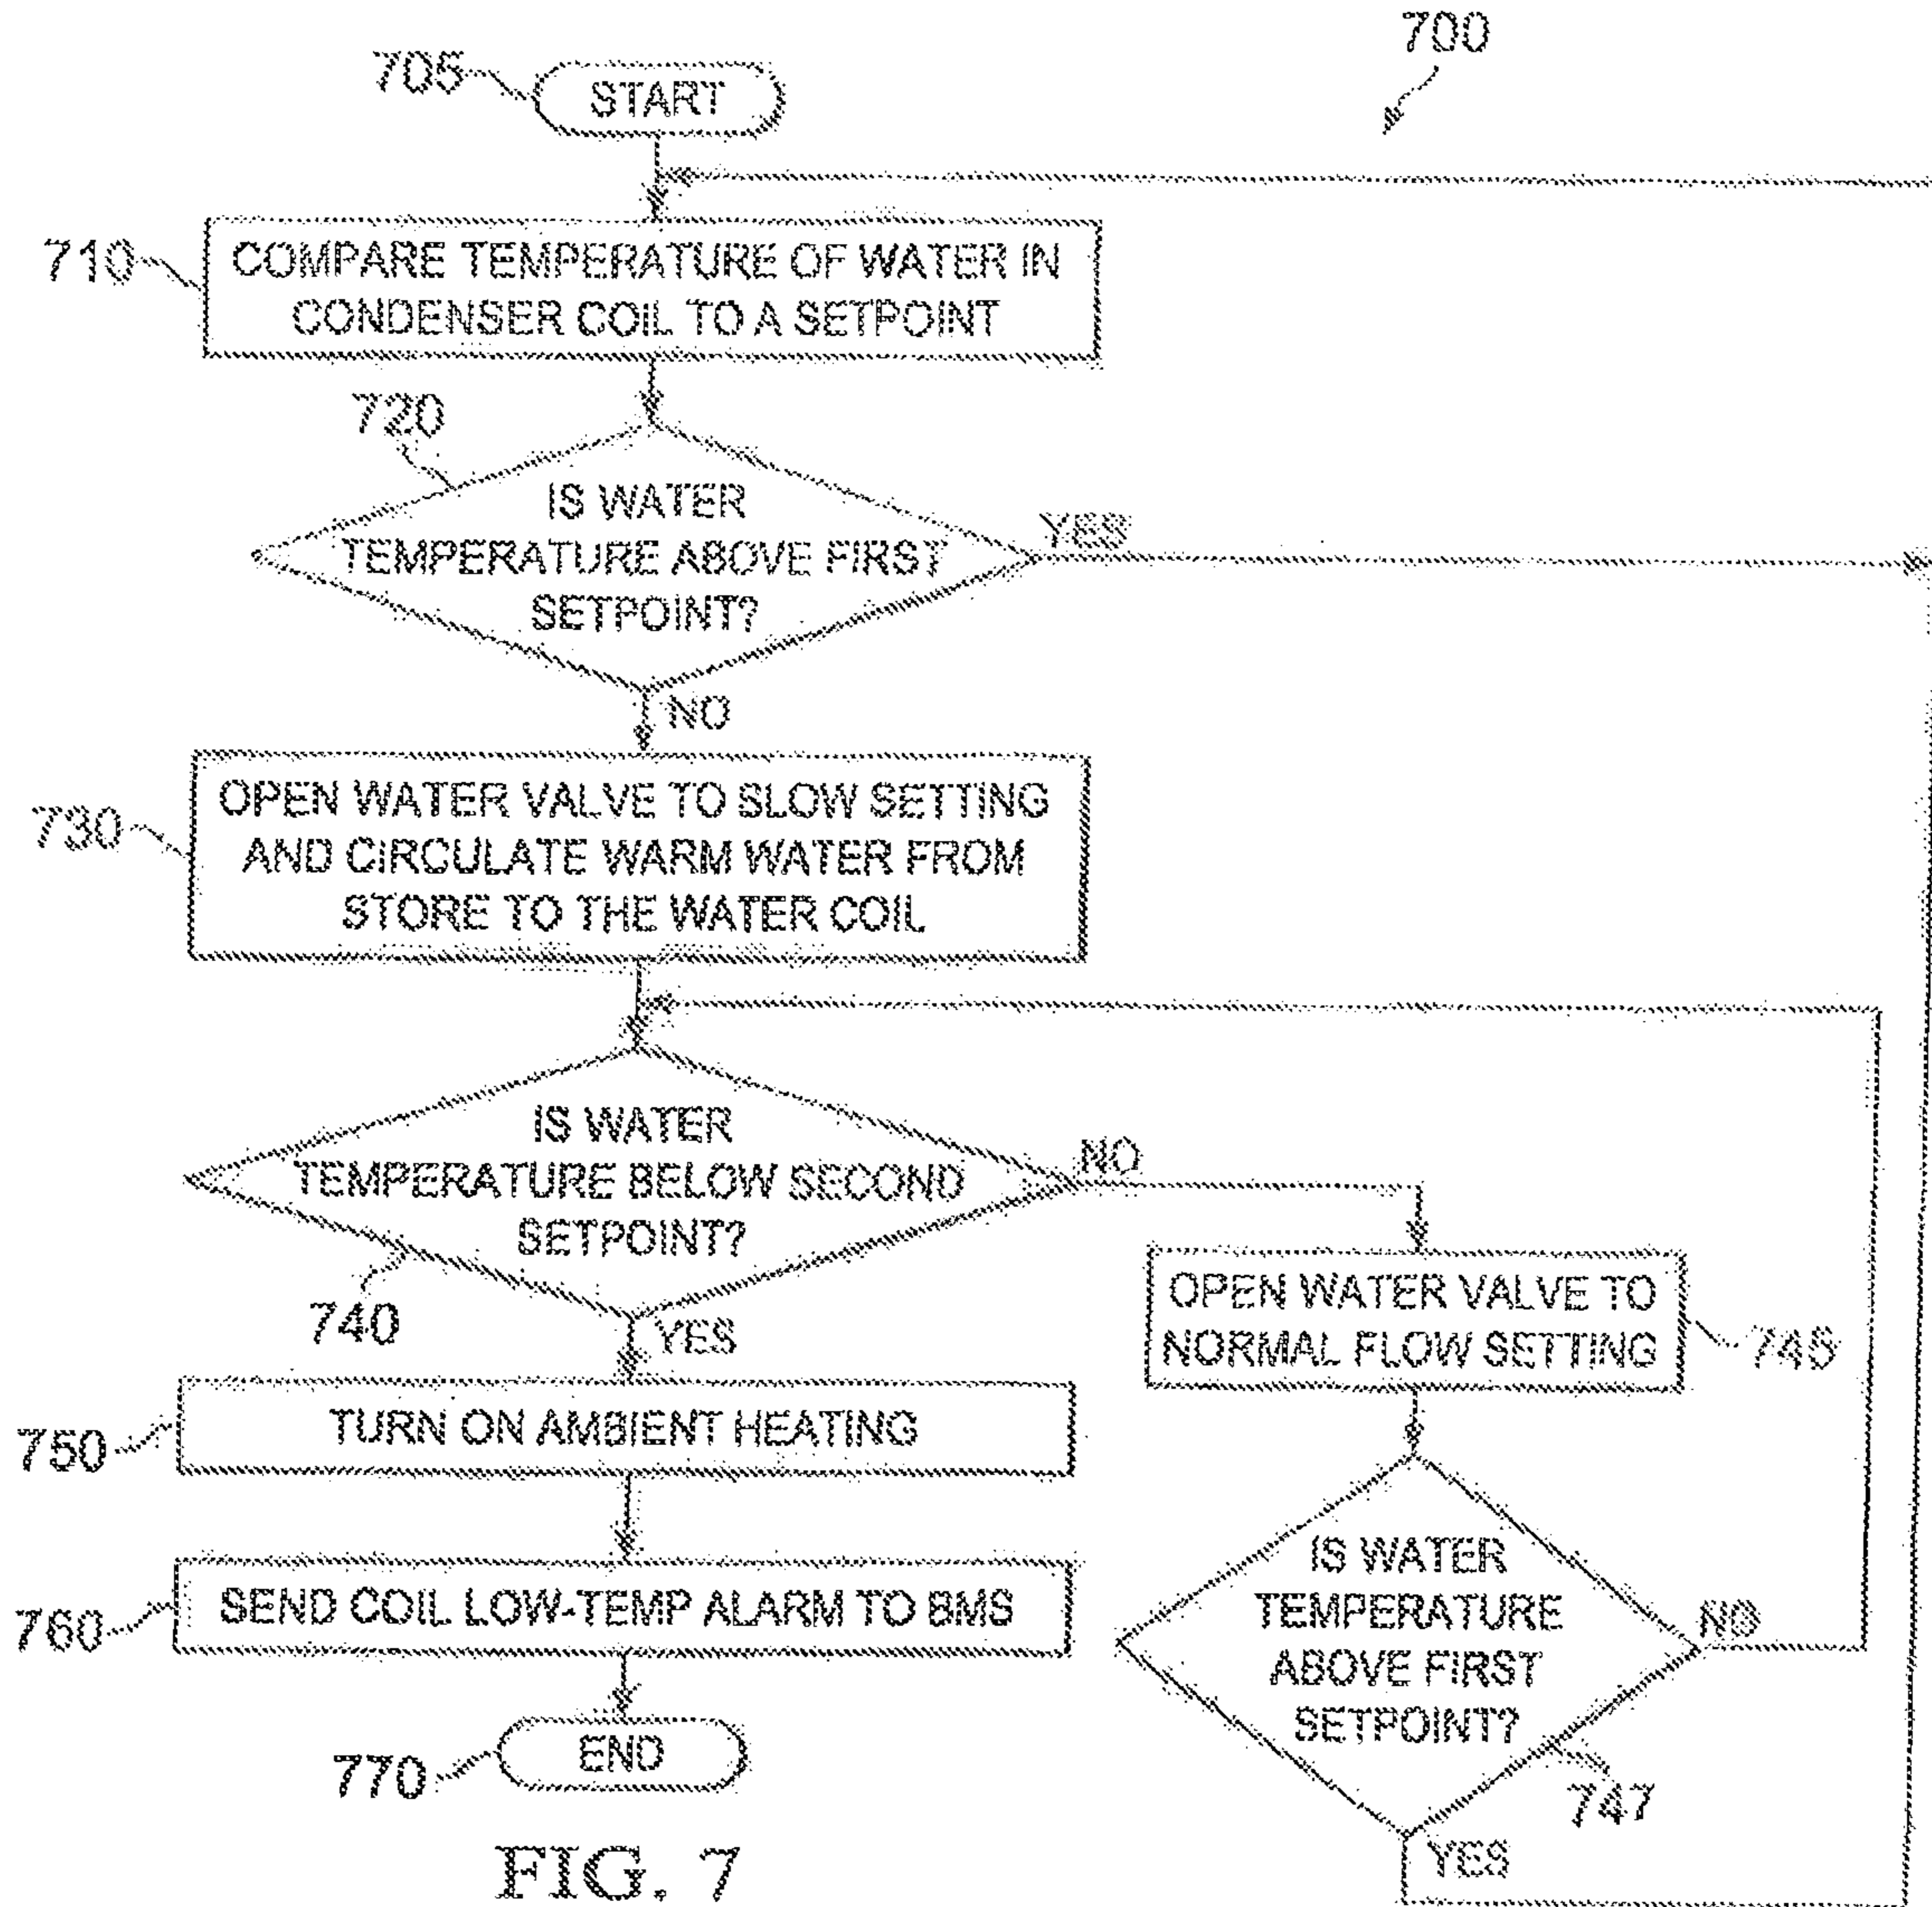 700
705
START
710
COMPARE TEMPERATURE OF WATER IN
CONDENSER COIL TO A SETPOINT
720
IS WATER
TEMPERATURE ABOVE FIRST
SETPOINT?
YES
NO
730
OPEN WATER VALVE TO SLOW SETTING
AND CIRCULATE WARM WATER FROM
STORE TO THE WATER COIL
IS WATER
TEMPERATURE BELOW SECOND
SETPOINT?
NO
740
YES
OPEN WATER VALVE TO
NORMAL FLOW SETTING
745
750
TURN ON AMBIENT HEATING
760
SEND COIL LOW-TEMP ALARM TO BMS
IS WATER
TEMPERATURE
ABOVE FIRST
SETPOINT?
NO
747
YES
770
END
FIG. 7